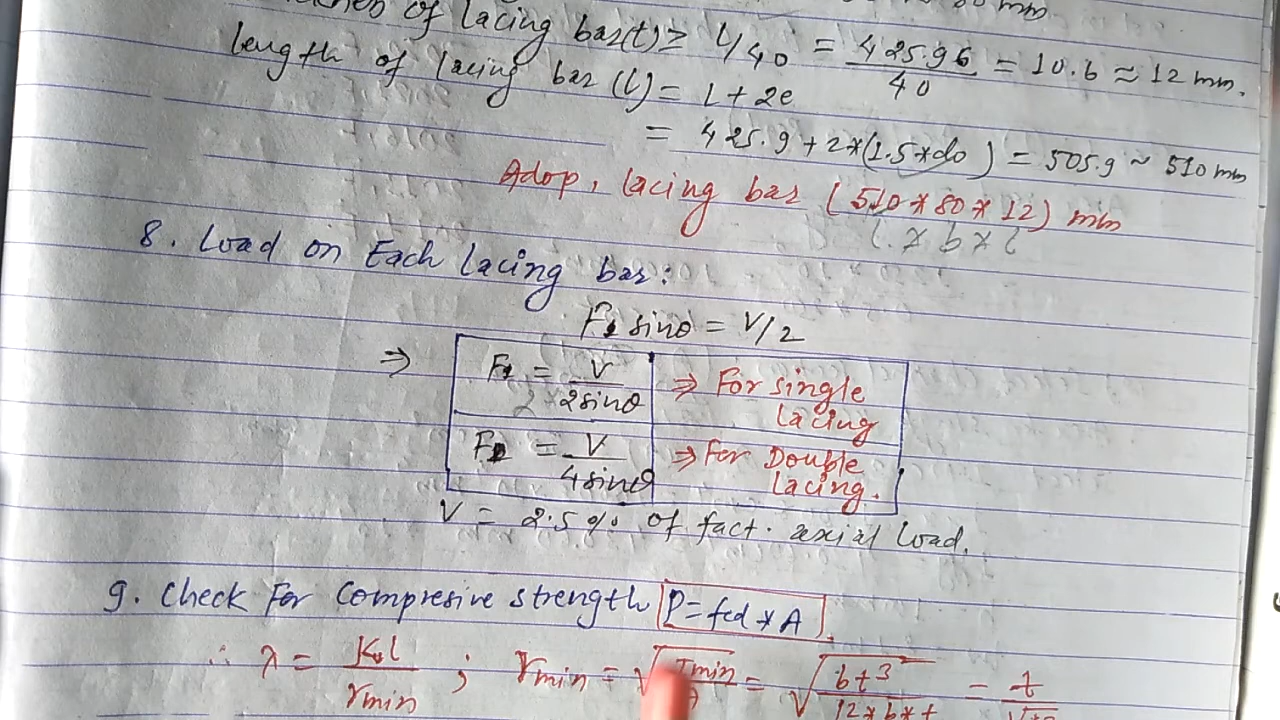 of lacing bar(t) ≥ L/40 = 425.96/40 = 10.6 ≈ 12 mm.
length of lacing bar (l) = L + 2e
= 425.9 + 2*(1.5*do) = 505.9 ~ 510 mm
Adop, lacing bar (510 * 80 * 12) mm
8. Load on Each lacing bar:
F1 sinθ = V/2
⇒ F1 = V/2sinθ ⇒ For single lacing
= V/4sinθ ⇒ For Double Lacing.
V = 2.5% of fact. axial load.
9. Check For Compresive strength P = fcd * A.
∴ λ = Kl/rmin ; rmin = √ Imin/A = √ bt³/12*b*t = t